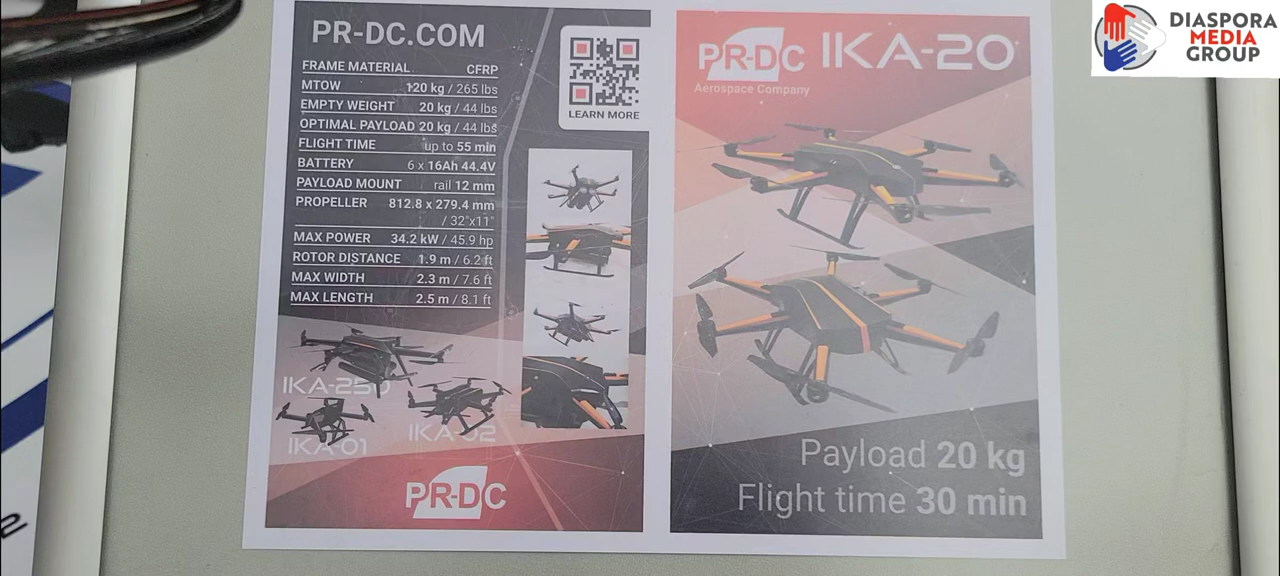 PR-DC.COM
FRAME MATERIAL CFRP
MTOW 120 kg / 265 lbs
EMPTY WEIGHT 20 kg / 44 lbs
OPTIMAL PAYLOAD 20 kg / 44 lbs
FLIGHT TIME up to 55 min
BATTERY 6 x 16Ah 44.4V
PAYLOAD MOUNT rail 12 mm
PROPELLER 812.8 x 279.4 mm
/ 32"x11"
MAX POWER 34.2 kW / 45.9 hp
ROTOR DISTANCE 1.9 m / 6.2 ft
MAX WIDTH 2.3 m / 7.6 ft
MAX LENGTH 2.5 m / 8.1 ft
LEARN MORE
IKA-250
IKA-01
IKA-02
PR-DC
PR-DC IKA-20
Aerospace Company
Payload 20 kg
Flight time 30 min
DIASPORA
MEDIA
GROUP